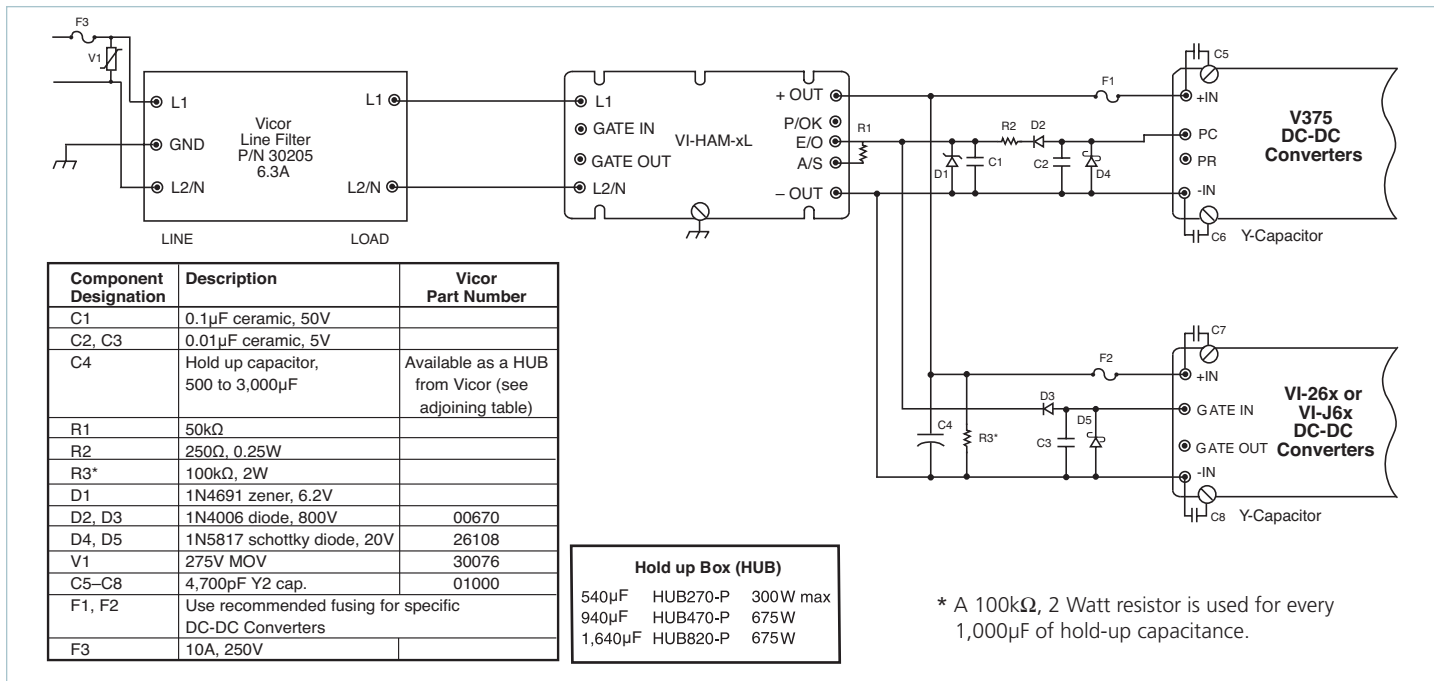 F3
V1
L1
GND
L2/N
Vicor
Line Filter
P/N 30205
6.3A
L1
L2/N
LINE
LOAD
L1
GATE IN
GATE OUT
L2/N
VI-HAM-xL
+ OUT
P/OK
E/O
A/S
– OUT
R1
D1
C1
R2
D2
C2
D4
F1
C5
+IN
PC
PR
-IN
V375
DC-DC
Converters
C6
Y-Capacitor
C7
F2
+IN
GATE IN
GATE OUT
-IN
VI-26x or
VI-J6x
DC-DC
Converters
D3
D5
C3
C4
R3*
C8
Y-Capacitor
Component Designation Description Vicor Part Number
C1 0.1µF ceramic, 50V
C2, C3 0.01µF ceramic, 5V
C4 Hold up capacitor, Available as a HUB
500 to 3,000µF from Vicor (see
adjoining table)
R1 50kΩ
R2 250Ω, 0.25W
R3* 100kΩ, 2W
D1 1N4691 zener, 6.2V
D2, D3 1N4006 diode, 800V 00670
D4, D5 1N5817 schottky diode, 20V 26108
V1 275V MOV 30076
C5–C8 4,700pF Y2 cap. 01000
F1, F2 Use recommended fusing for specific
DC-DC Converters
F3 10A, 250V
Hold up Box (HUB)
540µF HUB270-P 300W max
940µF HUB470-P 675W
1,640µF HUB820-P 675W
* A 100kΩ, 2 Watt resistor is used for every
1,000µF of hold-up capacitance.